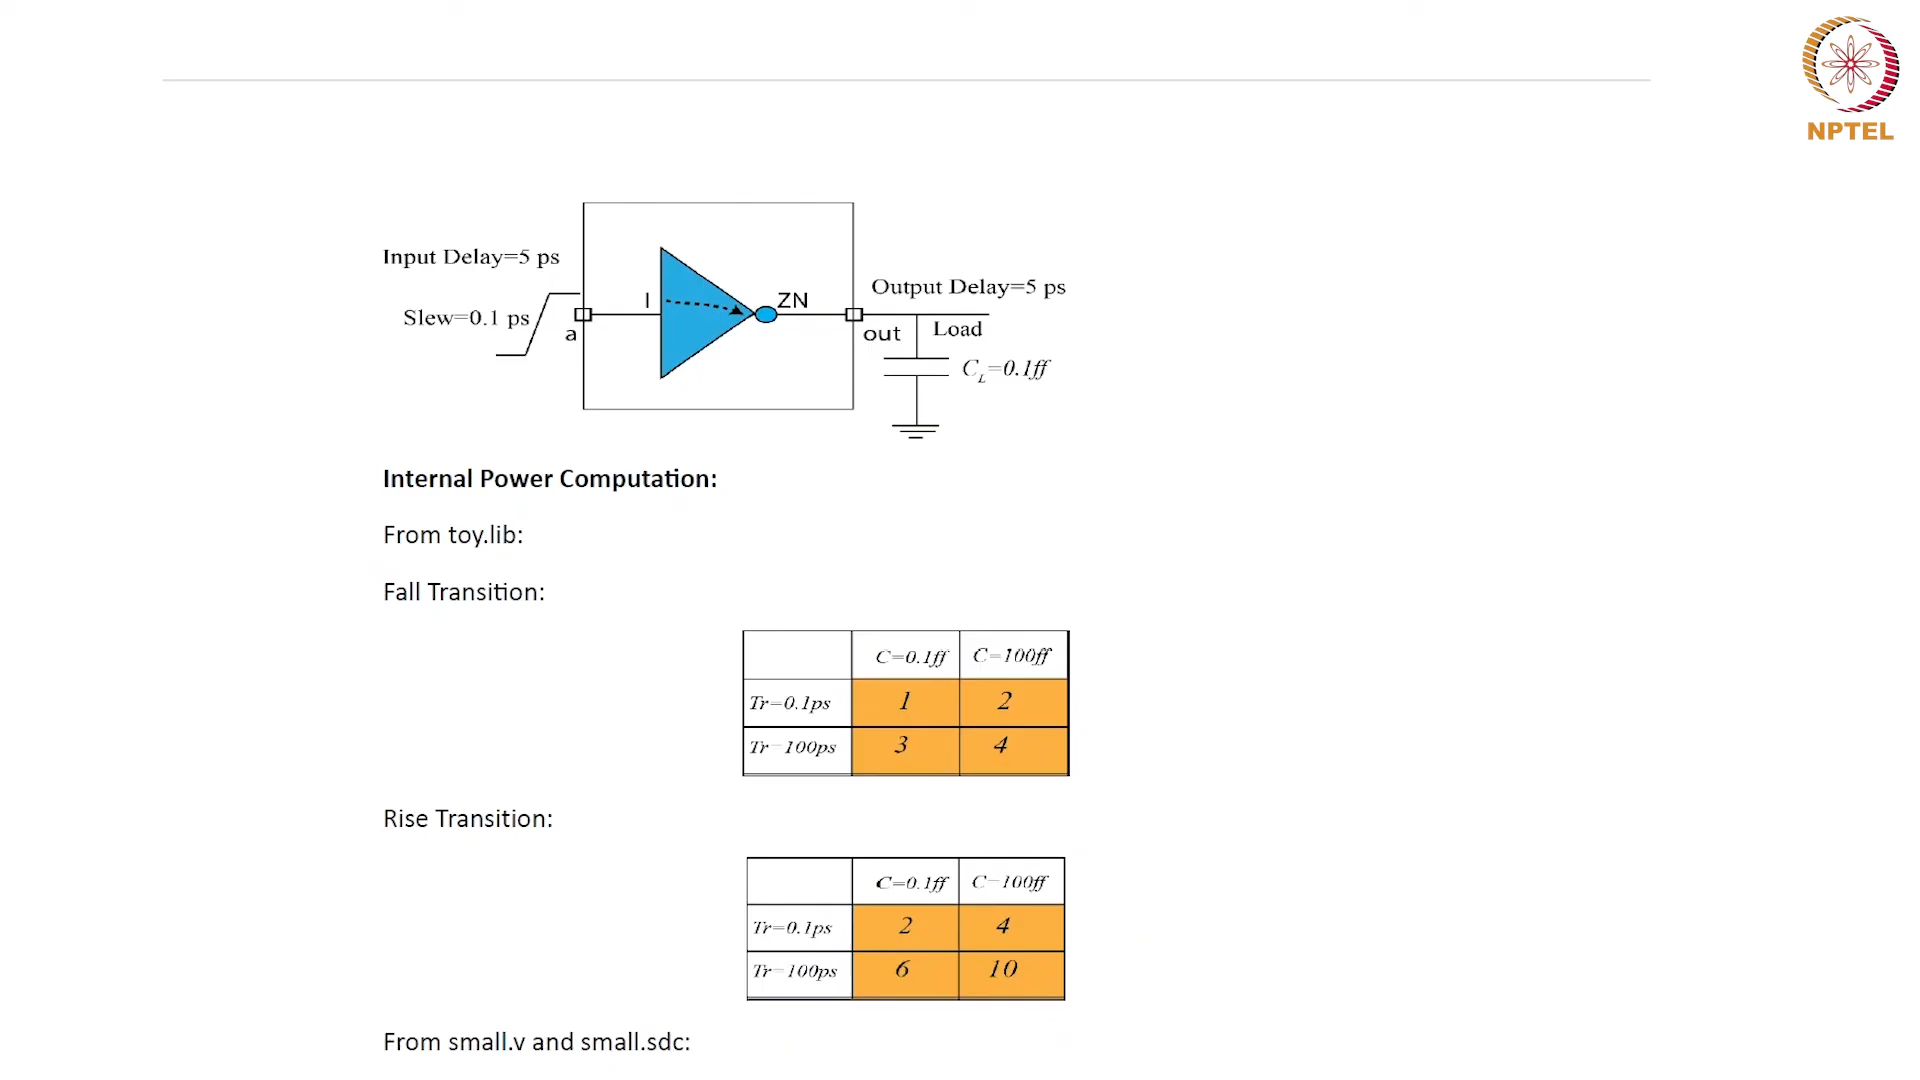 NPTEL
Input Delay=5 ps
Slew=0.1 ps
I
ZN
a
Output Delay=5 ps
out
Load
C_L=0.1ff
Internal Power Computation:
From toy.lib:
Fall Transition:
C=0.1ff C=100ff
Tr=0.1ps 1 2
Tr=100ps 3 4
Rise Transition:
C=0.1ff C=100ff
Tr=0.1ps 2 4
Tr=100ps 6 10
From small.v and small.sdc: